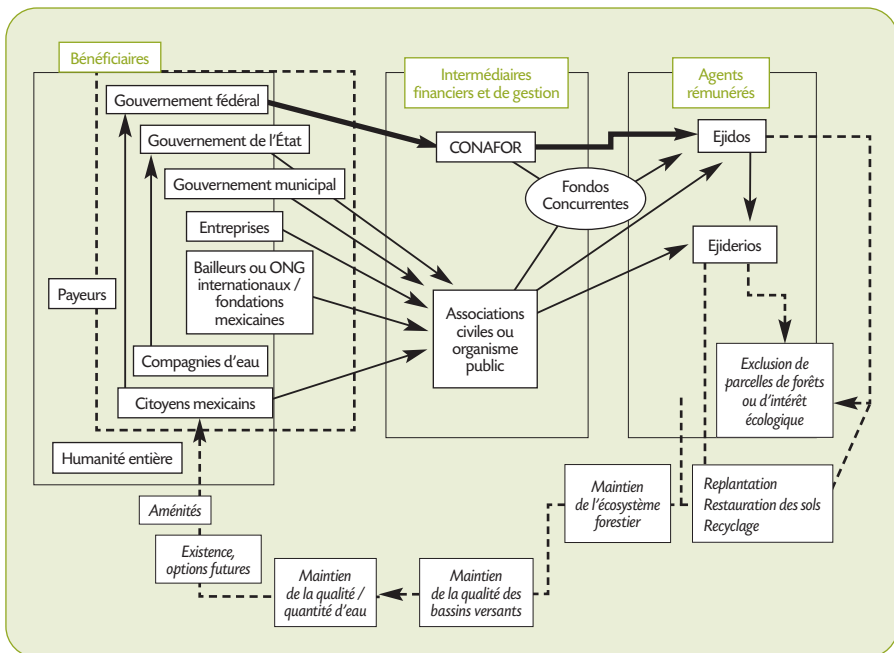 Bénéficiaires
Gouvernement fédéral
Gouvernement de l'État
Gouvernement municipal
Entreprises
Bailleurs ou ONG
internationaux /
fondations
mexicaines
Payeurs
Compagnies d'eau
Citoyens mexicains
Humanité entière
Intermédiaires
financiers et de gestion
CONAFOR
Fondos
Concurrentes
Associations
civiles ou
organisme
public
Agents
rémunérés
Ejidos
Ejiderios
Exclusion de
parcelles de forêts
ou d'intérêt
écologique
Replantation
Restauration des sols
Recyclage
Maintien
de l'écosystème
forestier
Maintien
de la qualité des
bassins versants
Maintien
de la qualité /
quantité d'eau
Existence,
options futures
Aménités